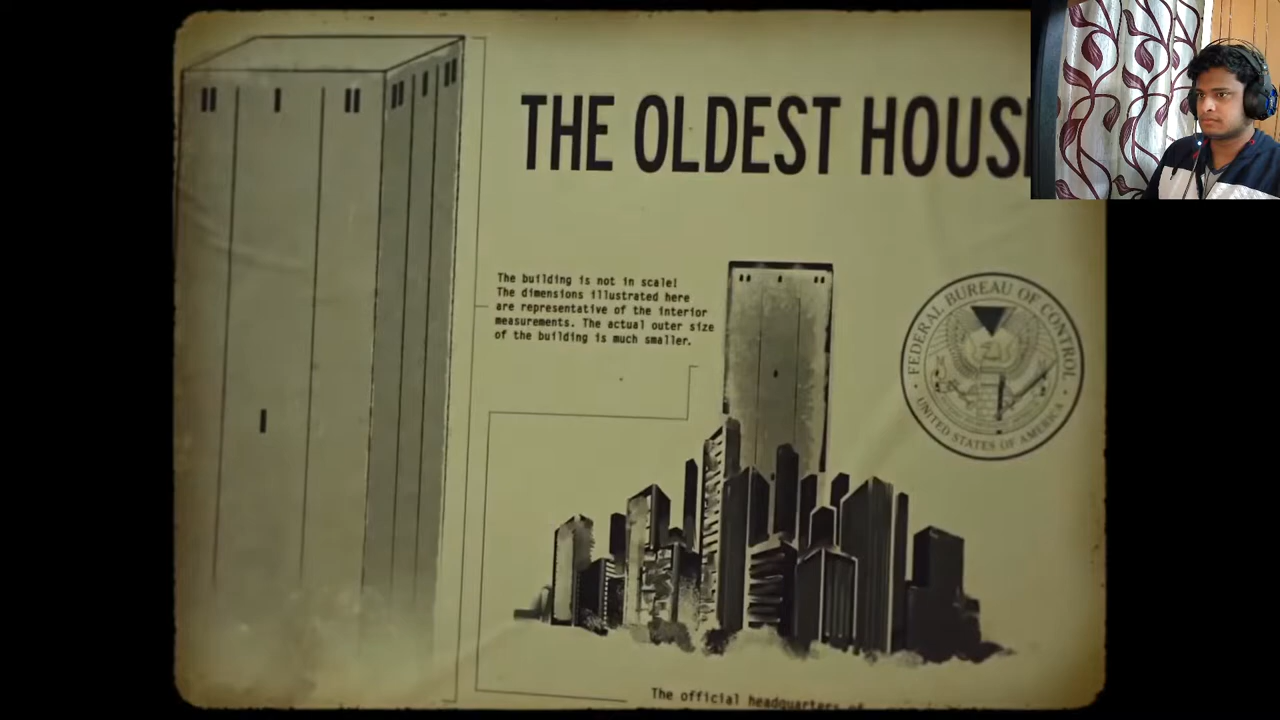 THE OLDEST HOUS
The building is not in scale!
The dimensions illustrated here
are representative of the interior
measurements. The actual outer size
of the building is much smaller.
FEDERAL BUREAU OF CONTROL
UNITED STATES OF AMERICA
The official headquarters of